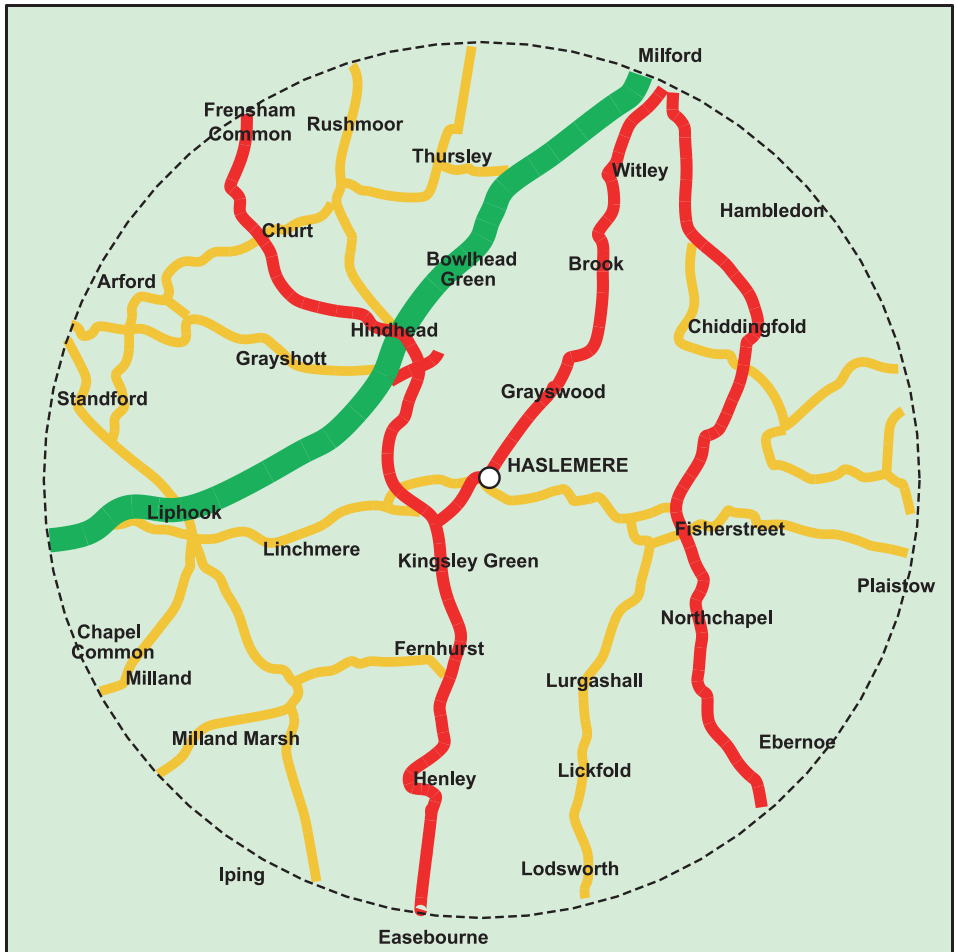 Milford
Frensham
Common
Rushmoor
Thursley
Witley
Hambledon
Churt
Bowlhead
Green
Brook
Arford
Hindhead
Chiddingfold
Grayshott
Standford
Grayswood
HASLEMERE
Liphook
Linchmere
Fisherstreet
Kingsley Green
Plaistow
Northchapel
Chapel
Common
Fernhurst
Milland
Lurgashall
Milland Marsh
Ebernoe
Henley
Lickfold
Iping
Lodsworth
Easebourne